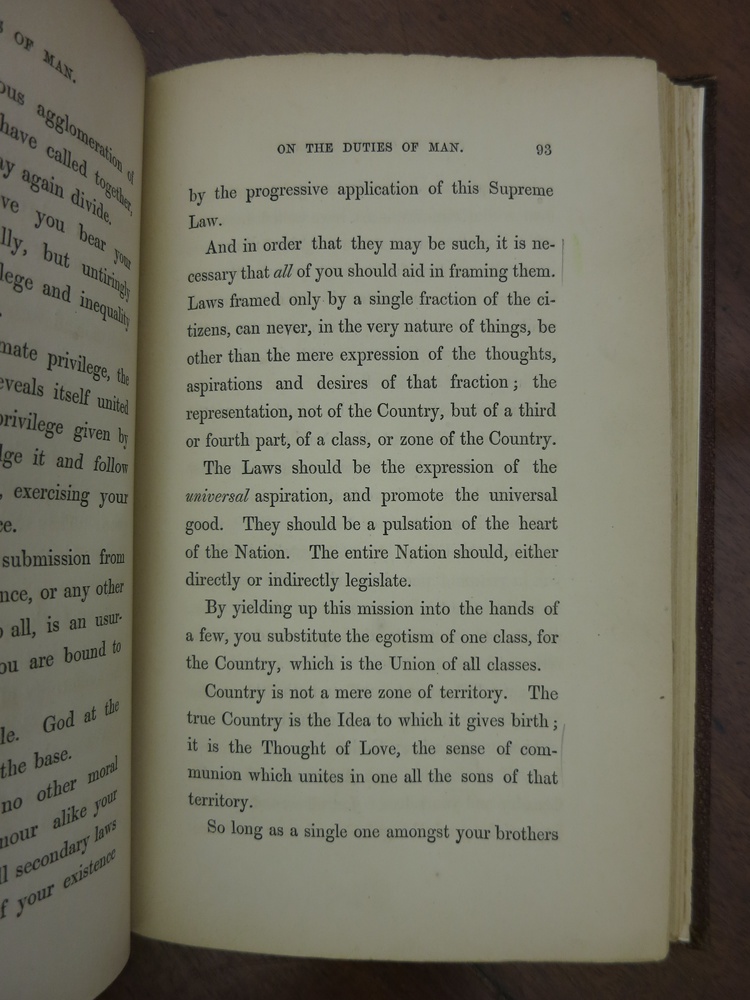 S OF MAN.
ous agglomeration of
have called together,
ay again divide.
ve you bear your
lly, but untiringly
lege and inequality
mate privilege, the
eveals itself united
privilege given by
dge it and follow
, exercising your
ce.
submission from
nce, or any other
o all, is an usur-
ou are bound to
le. God at the
the base.
no other moral
nour alike your
ll secondary laws
f your existence
ON THE DUTIES OF MAN. 93
by the progressive application of this Supreme
Law.
And in order that they may be such, it is ne-
cessary that all of you should aid in framing them.
Laws framed only by a single fraction of the ci-
tizens, can never, in the very nature of things, be
other than the mere expression of the thoughts,
aspirations and desires of that fraction; the
representation, not of the Country, but of a third
or fourth part, of a class, or zone of the Country.
The Laws should be the expression of the
universal aspiration, and promote the universal
good. They should be a pulsation of the heart
of the Nation. The entire Nation should, either
directly or indirectly legislate.
By yielding up this mission into the hands of
a few, you substitute the egotism of one class, for
the Country, which is the Union of all classes.
Country is not a mere zone of territory. The
true Country is the Idea to which it gives birth;
it is the Thought of Love, the sense of com-
munion which unites in one all the sons of that
territory.
So long as a single one amongst your brothers